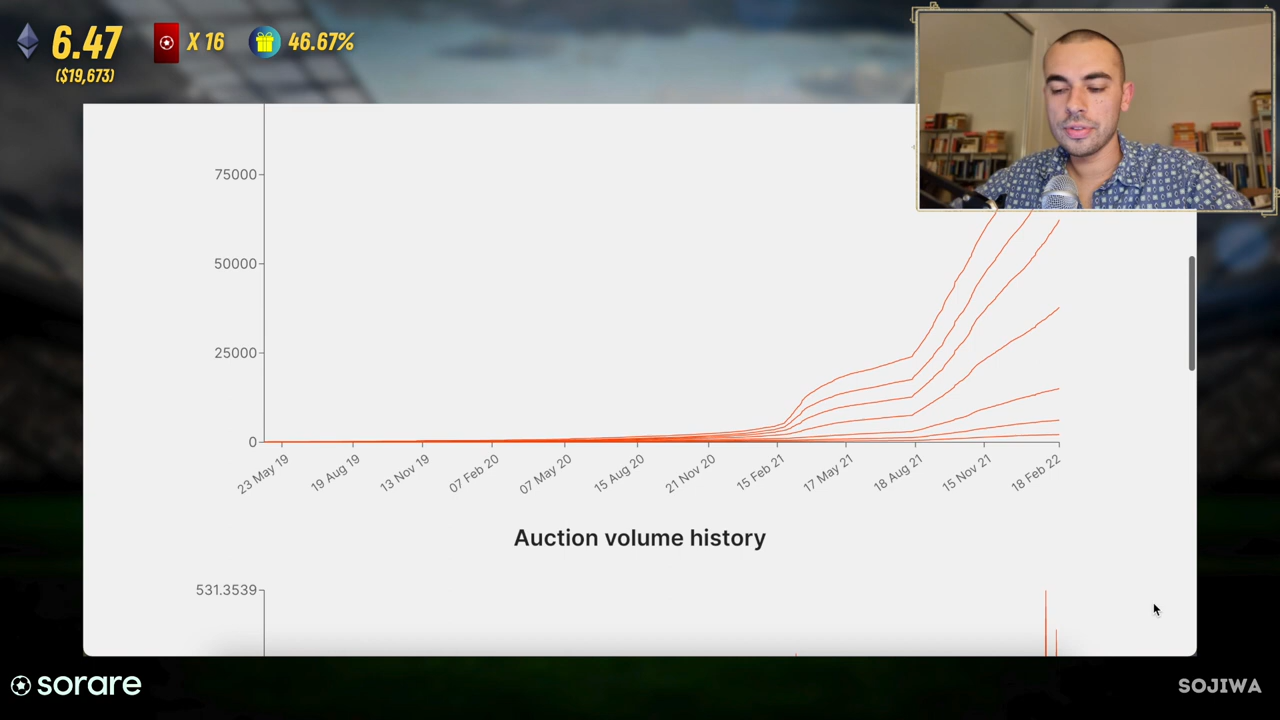 6.47
($19,673)
X 16
46.67%
75000
50000
25000
0
23 May 19
19 Aug 19
13 Nov 19
07 Feb 20
07 May 20
15 Aug 20
21 Nov 20
15 Feb 21
17 May 21
18 Aug 21
15 Nov 21
18 Feb 22
Auction volume history
531.3539
sorare
SOJIWA